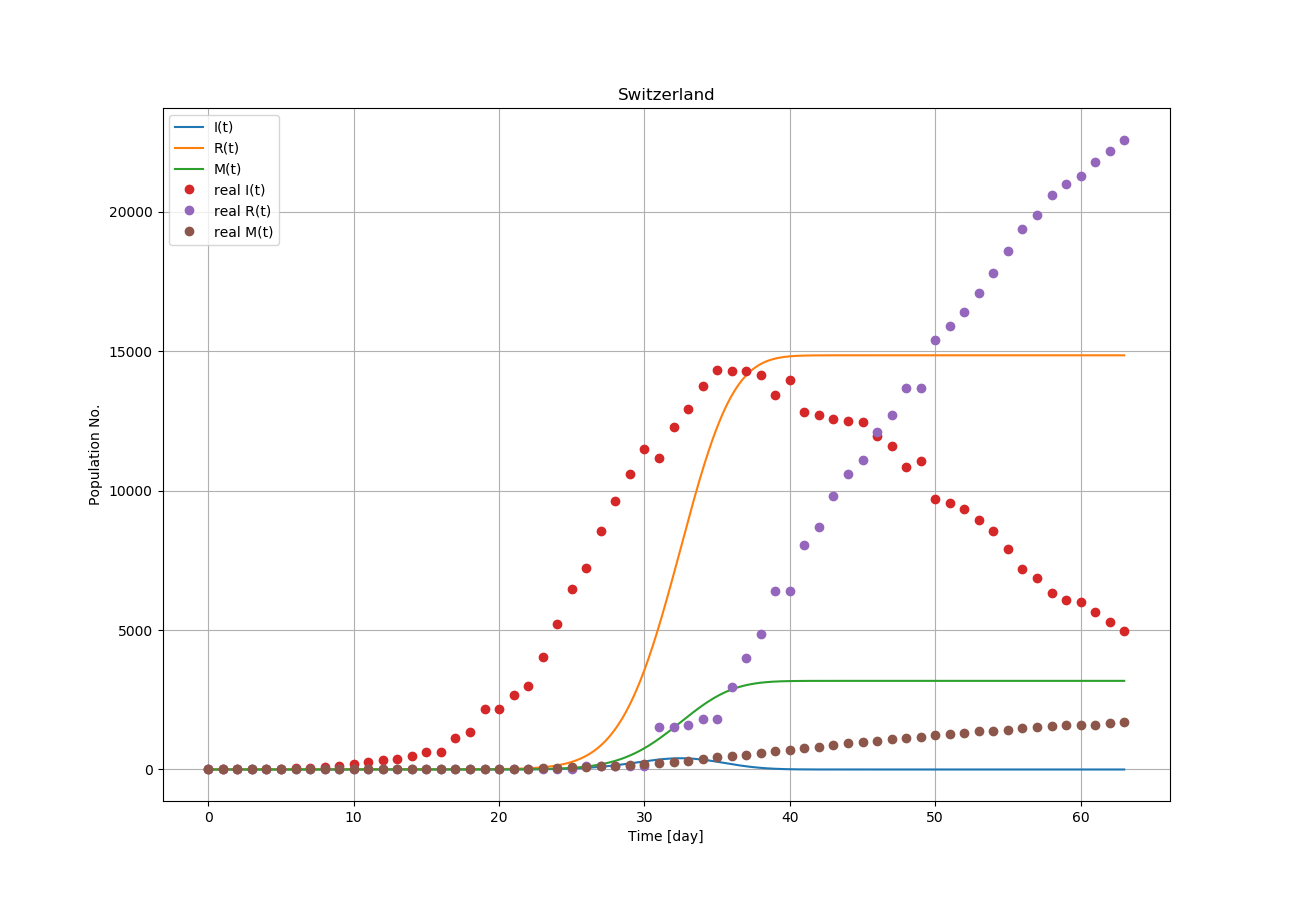 Switzerland
I(t)
R(t)
M(t)
real I(t)
real R(t)
real M(t)
20000
15000
10000
5000
0
Population No.
0 10 20 30 40 50 60
Time [day]